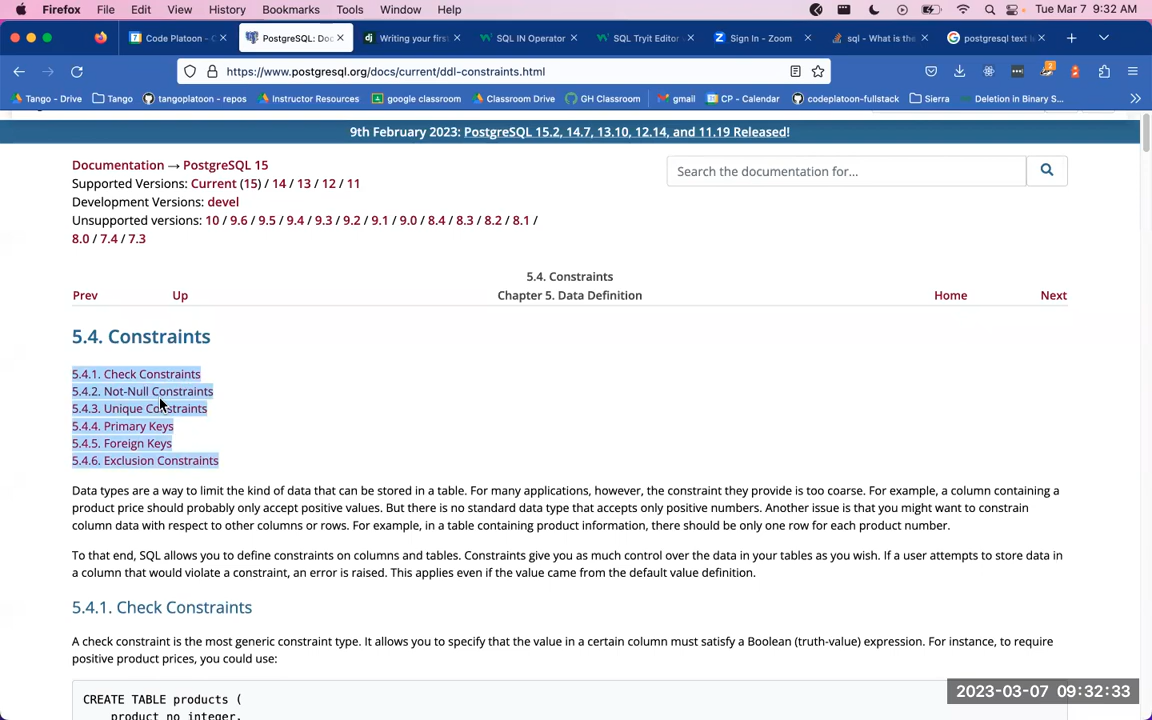 Firefox File Edit View History Bookmarks Tools Window Help Tue Mar 7 9:32 AM
Code Platoon - C PostgreSQL: Doc Writing your firs SQL IN Operator SQL Tryit Editor Sign In - Zoom sql - What is the postgresql text le
https://www.postgresql.org/docs/current/ddl-constraints.html
Tango - Drive Tango tangoplatoon - repos Instructor Resources google classroom Classroom Drive GH Classroom gmail CP - Calendar codeplatoon-fullstack Sierra Deletion in Binary S...
9th February 2023: PostgreSQL 15.2, 14.7, 13.10, 12.14, and 11.19 Released!
Documentation → PostgreSQL 15
Supported Versions: Current (15) / 14 / 13 / 12 / 11
Development Versions: devel
Unsupported versions: 10 / 9.6 / 9.5 / 9.4 / 9.3 / 9.2 / 9.1 / 9.0 / 8.4 / 8.3 / 8.2 / 8.1 /
8.0 / 7.4 / 7.3
Search the documentation for...
5.4. Constraints
Prev Up Chapter 5. Data Definition Home Next
5.4. Constraints
5.4.1. Check Constraints
5.4.2. Not-Null Constraints
5.4.3. Unique Constraints
5.4.4. Primary Keys
5.4.5. Foreign Keys
5.4.6. Exclusion Constraints
Data types are a way to limit the kind of data that can be stored in a table. For many applications, however, the constraint they provide is too coarse. For example, a column containing a
product price should probably only accept positive values. But there is no standard data type that accepts only positive numbers. Another issue is that you might want to constrain
column data with respect to other columns or rows. For example, in a table containing product information, there should be only one row for each product number.
To that end, SQL allows you to define constraints on columns and tables. Constraints give you as much control over the data in your tables as you wish. If a user attempts to store data in
a column that would violate a constraint, an error is raised. This applies even if the value came from the default value definition.
5.4.1. Check Constraints
A check constraint is the most generic constraint type. It allows you to specify that the value in a certain column must satisfy a Boolean (truth-value) expression. For instance, to require
positive product prices, you could use:
CREATE TABLE products (
product_no integer,
2023-03-07 09:32:33